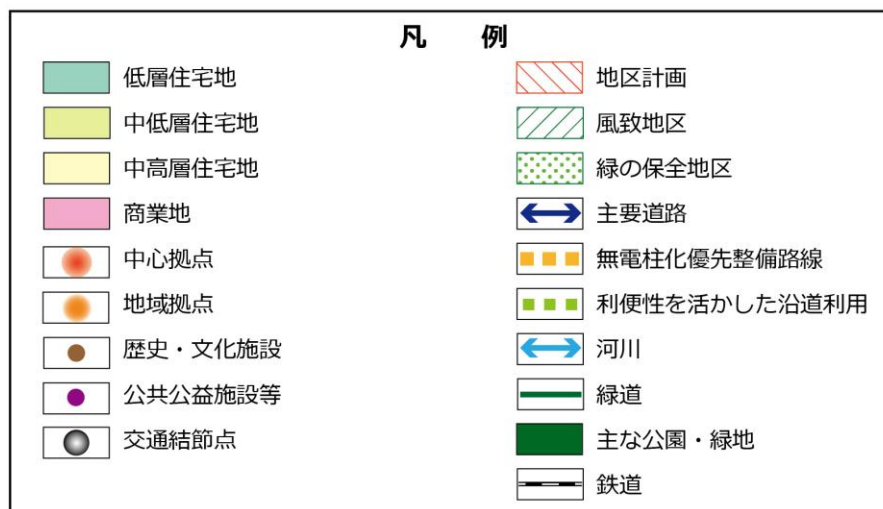 凡 例
低層住宅地
中低層住宅地
中高層住宅地
商業地
中心拠点
地域拠点
歴史・文化施設
公共公益施設等
交通結節点
地区計画
風致地区
緑の保全地区
主要道路
無電柱化優先整備路線
利便性を活かした沿道利用
河川
緑道
主な公園・緑地
鉄道